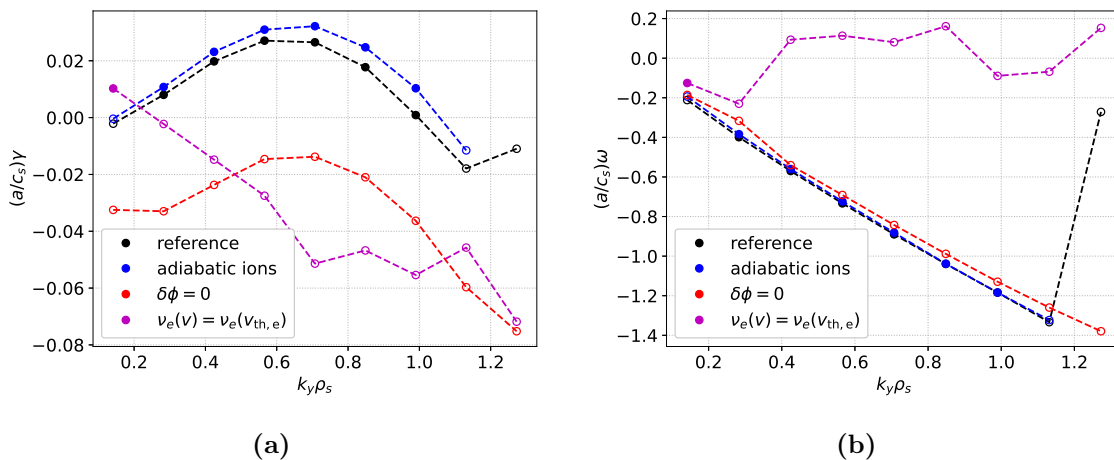 0.02
0.00
−0.02
−0.04
−0.06
−0.08
(a/c_s)γ
reference
adiabatic ions
δϕ = 0
ν_e(v) = ν_e(v_th,e)
0.2 0.4 0.6 0.8 1.0 1.2
k_yρ_s
(a)
0.2
0.0
−0.2
−0.4
−0.6
−0.8
−1.0
−1.2
−1.4
(a/c_s)ω
reference
adiabatic ions
δϕ = 0
ν_e(v) = ν_e(v_th,e)
0.2 0.4 0.6 0.8 1.0 1.2
k_yρ_s
(b)